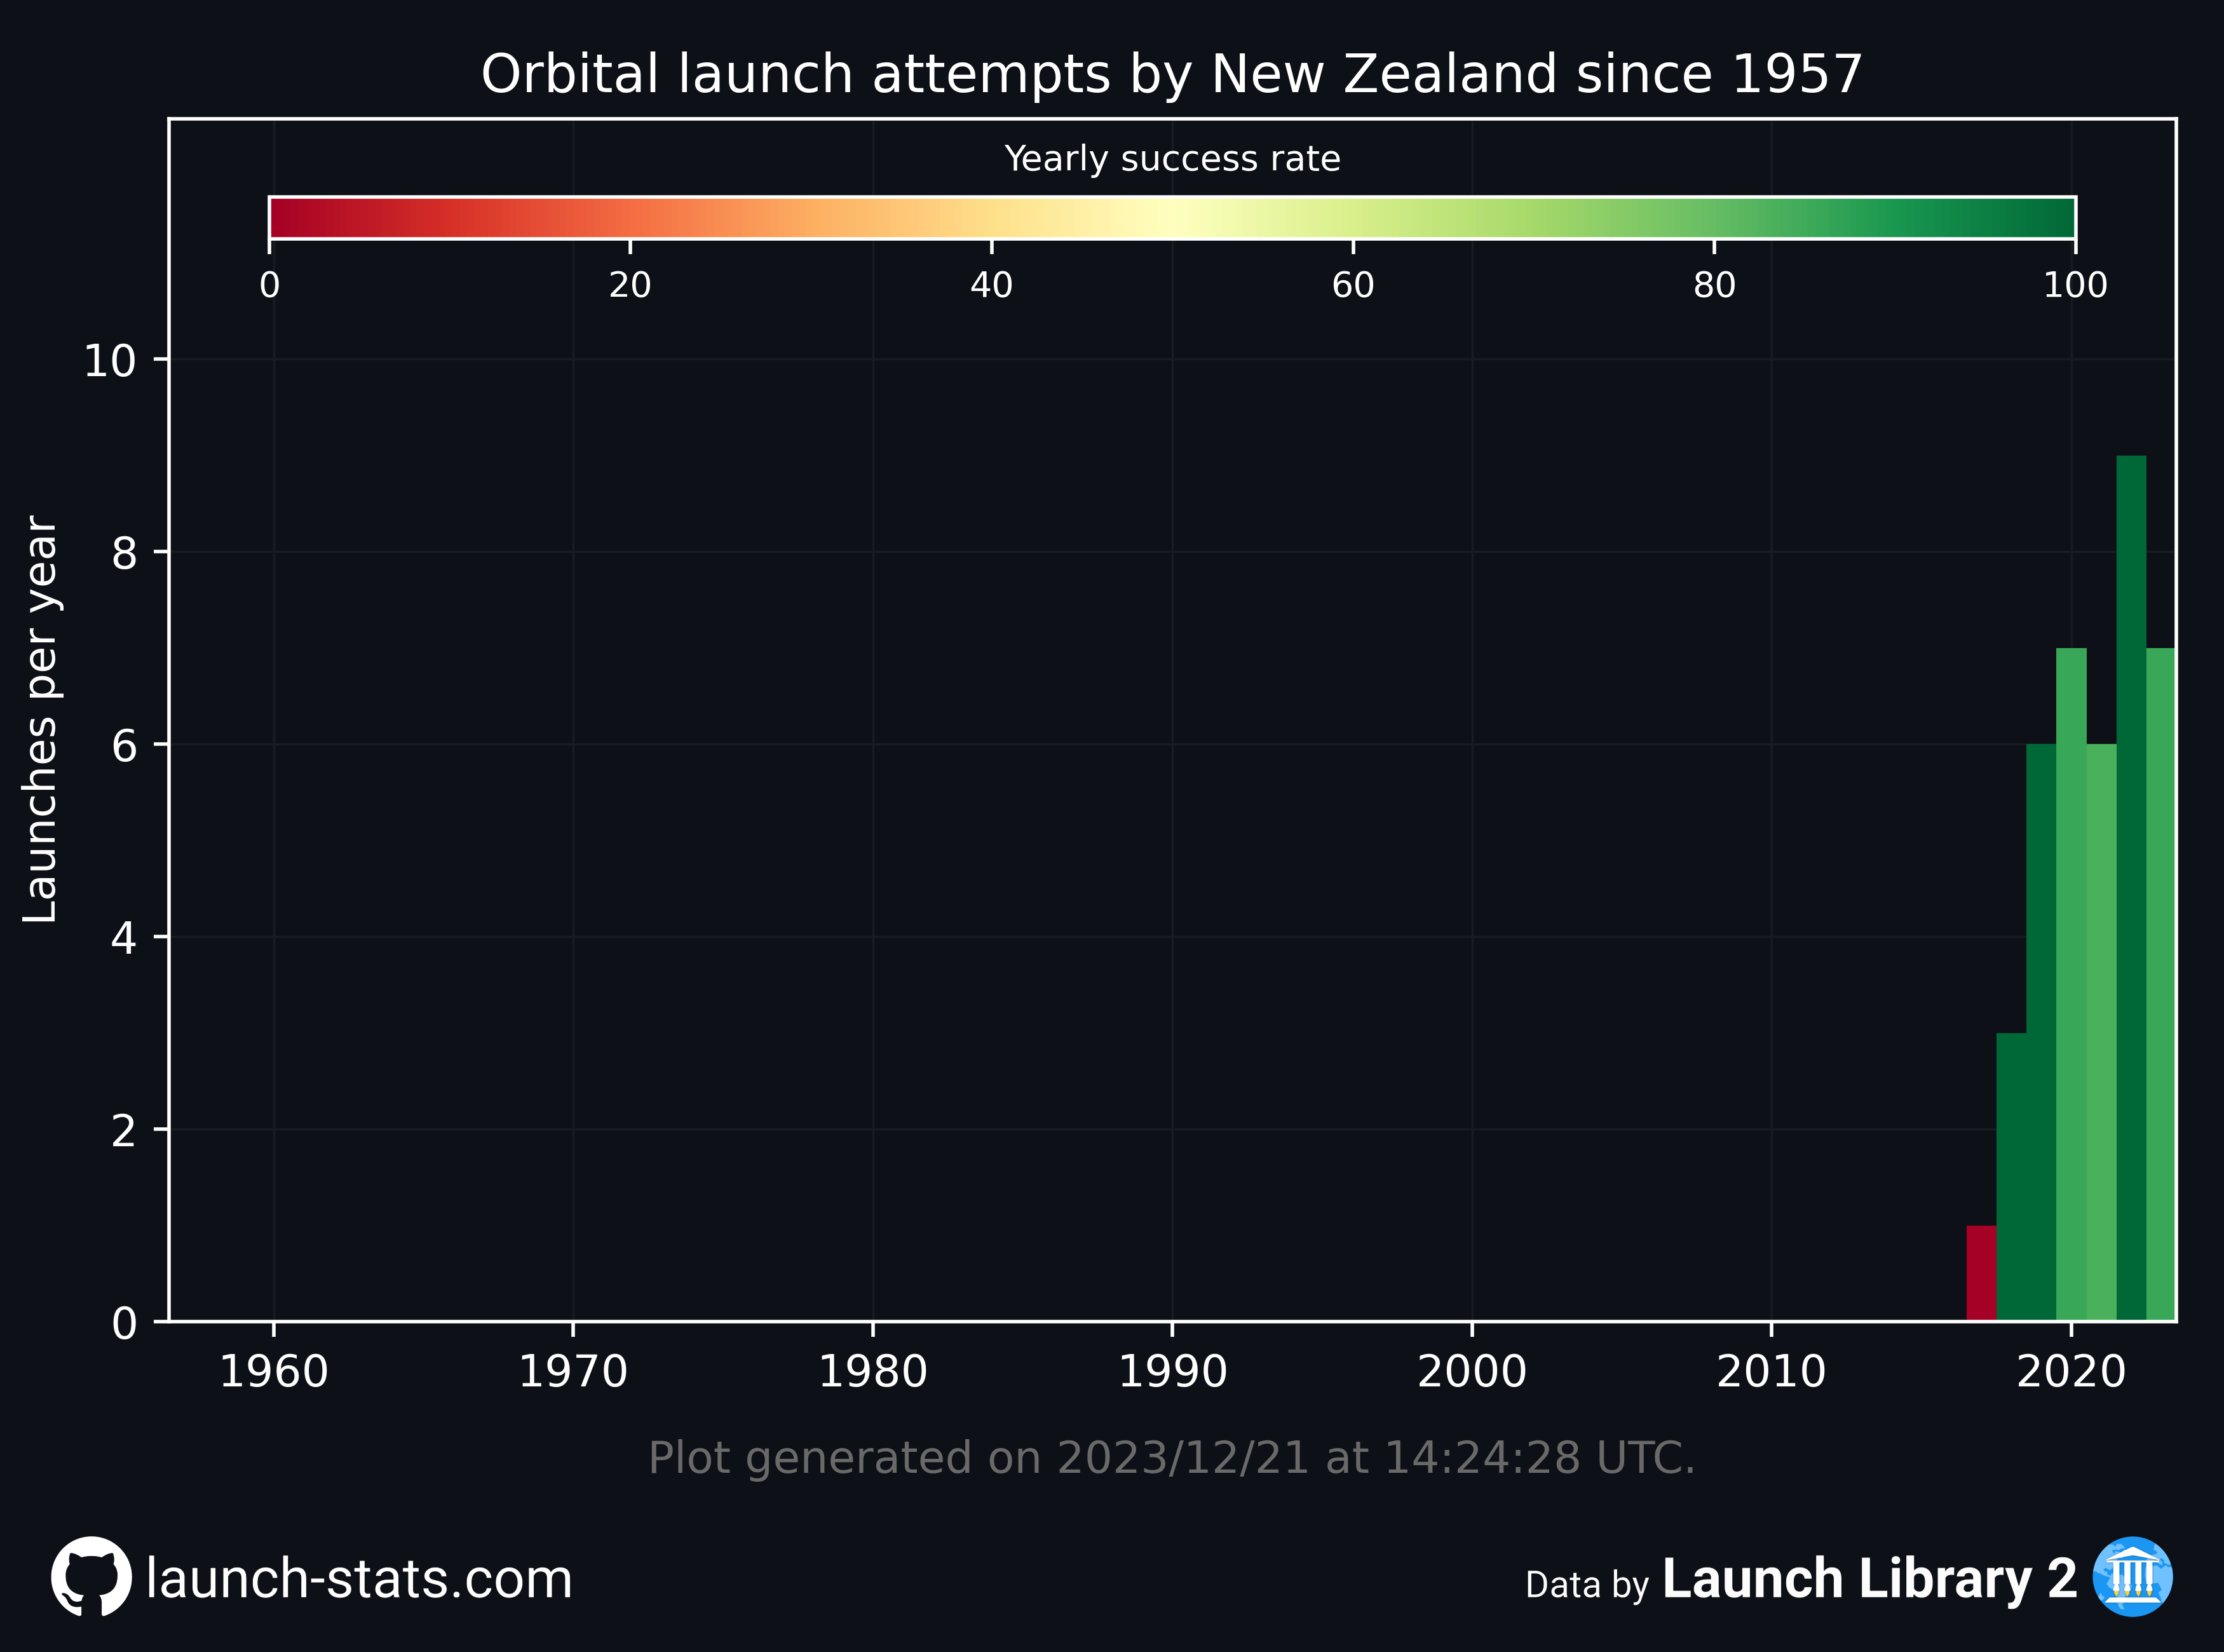 Orbital launch attempts by New Zealand since 1957
Yearly success rate
0 20 40 60 80 100
10
8
6
4
2
0
Launches per year
1960 1970 1980 1990 2000 2010 2020
Plot generated on 2023/12/21 at 14:24:28 UTC.
launch-stats.com
Data by Launch Library 2